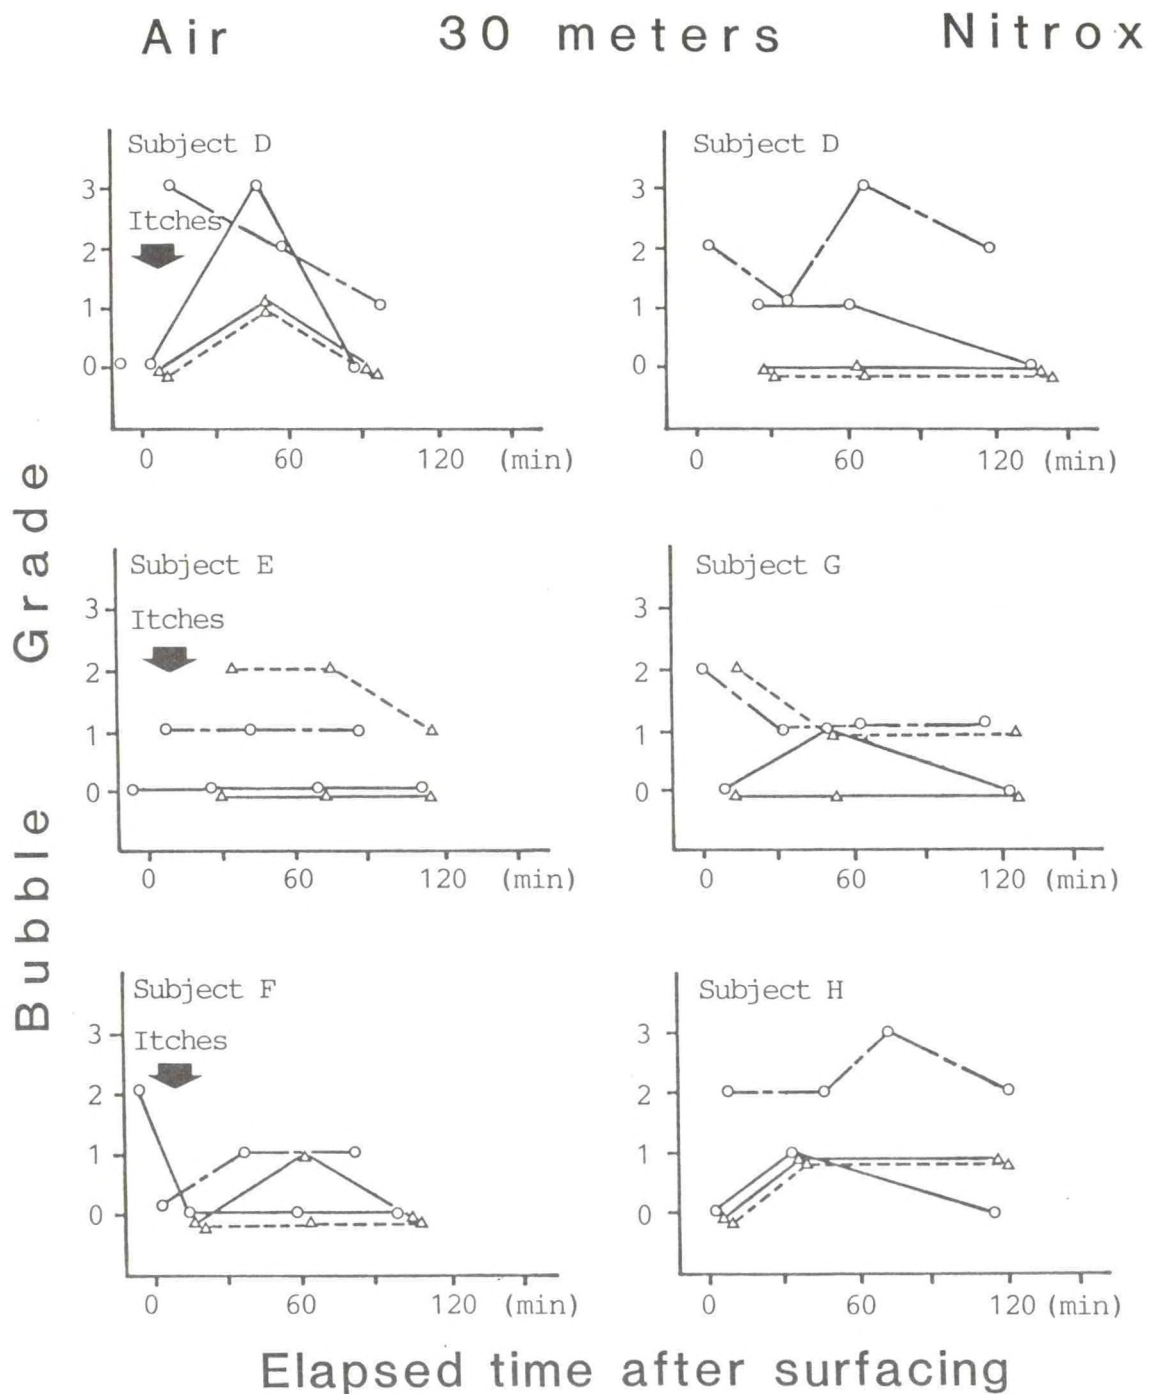 Air 30 meters Nitrox
Bubble Grade
Subject D
3
Itches
2
1
0
0 60 120 (min)
Subject D
3
2
1
0
0 60 120 (min)
Subject E
3
Itches
2
1
0
0 60 120 (min)
Subject G
3
2
1
0
0 60 120 (min)
Subject F
3
Itches
2
1
0
0 60 120 (min)
Subject H
3
2
1
0
0 60 120 (min)
Elapsed time after surfacing